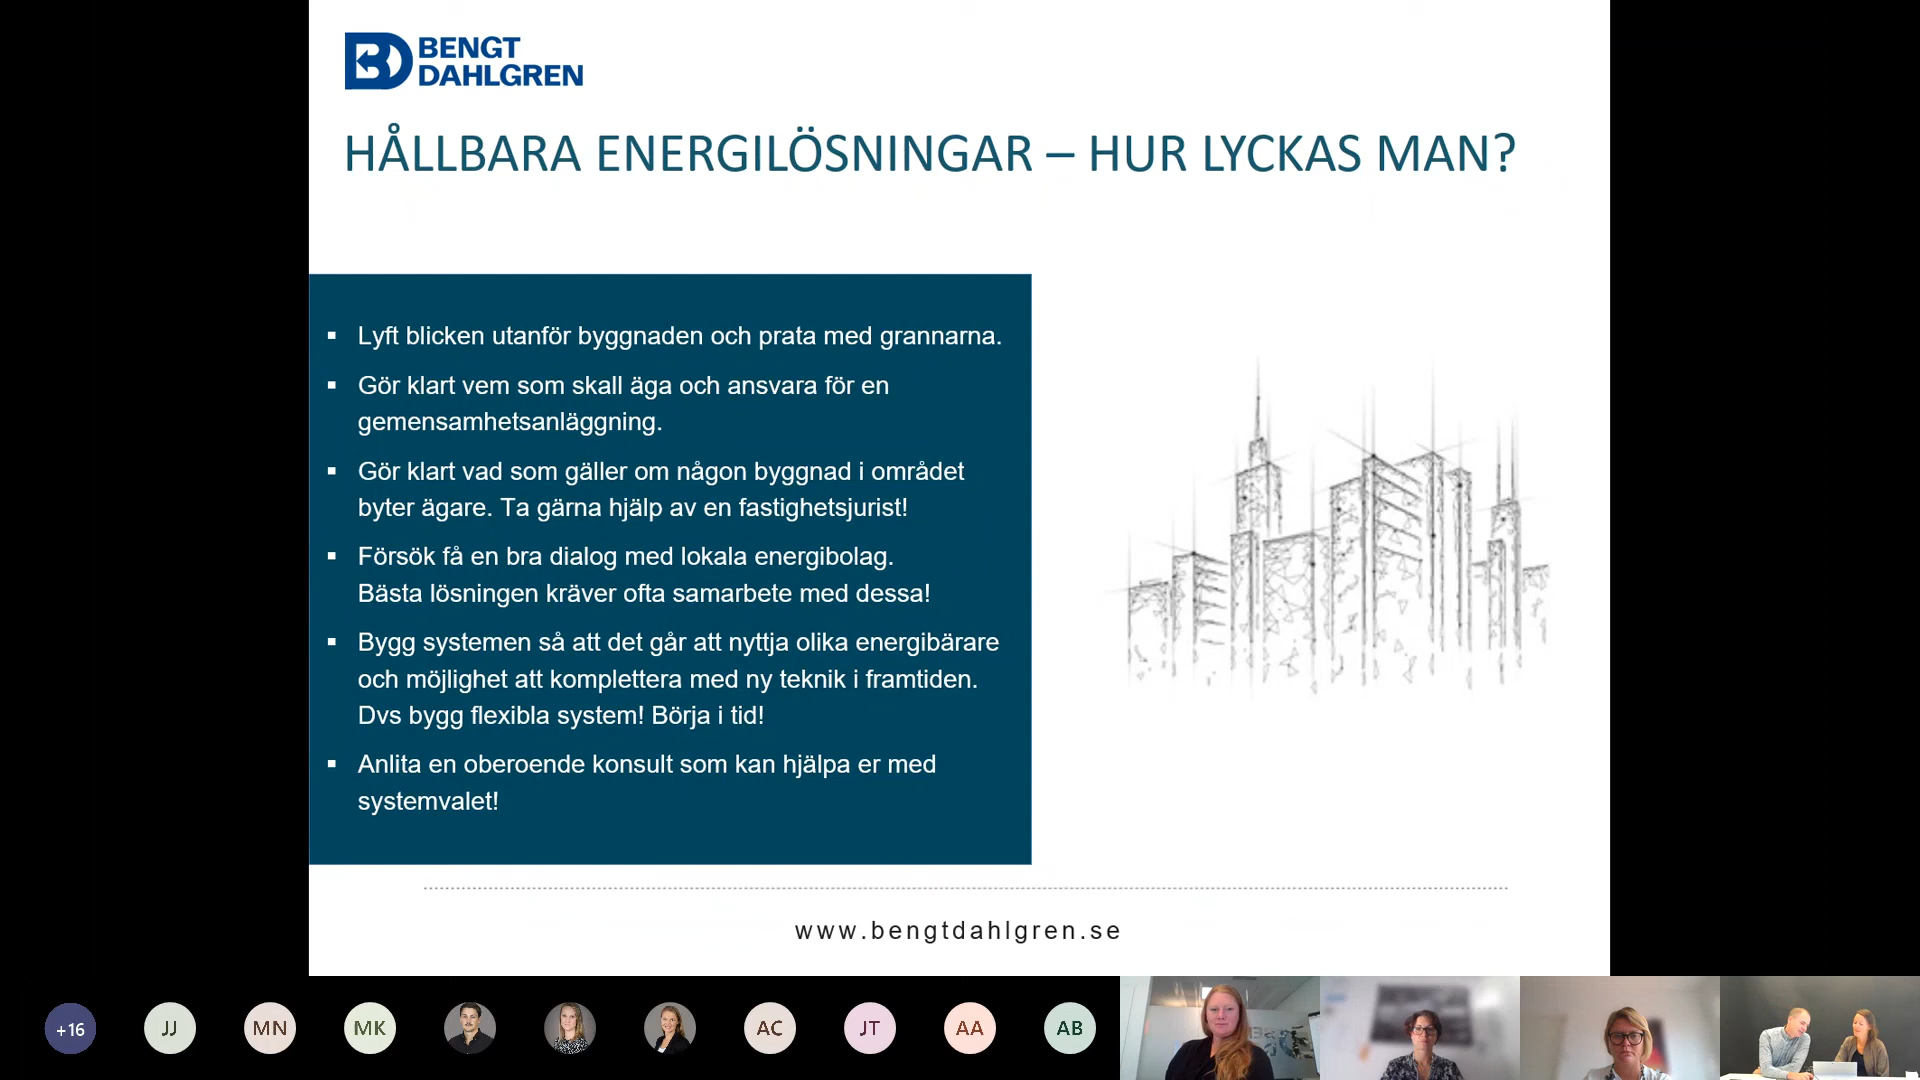 BENGT
DAHLGREN
HÅLLBARA ENERGILÖSNINGAR – HUR LYCKAS MAN?
▪ Lyft blicken utanför byggnaden och prata med grannarna.
▪ Gör klart vem som skall äga och ansvara för en
gemensamhetsanläggning.
▪ Gör klart vad som gäller om någon byggnad i området
byter ägare. Ta gärna hjälp av en fastighetsjurist!
▪ Försök få en bra dialog med lokala energibolag.
Bästa lösningen kräver ofta samarbete med dessa!
▪ Bygg systemen så att det går att nyttja olika energibärare
och möjlighet att komplettera med ny teknik i framtiden.
Dvs bygg flexibla system! Börja i tid!
▪ Anlita en oberoende konsult som kan hjälpa er med
systemvalet!
www.bengtdahlgren.se
+16 JJ MN MK AC JT AA AB